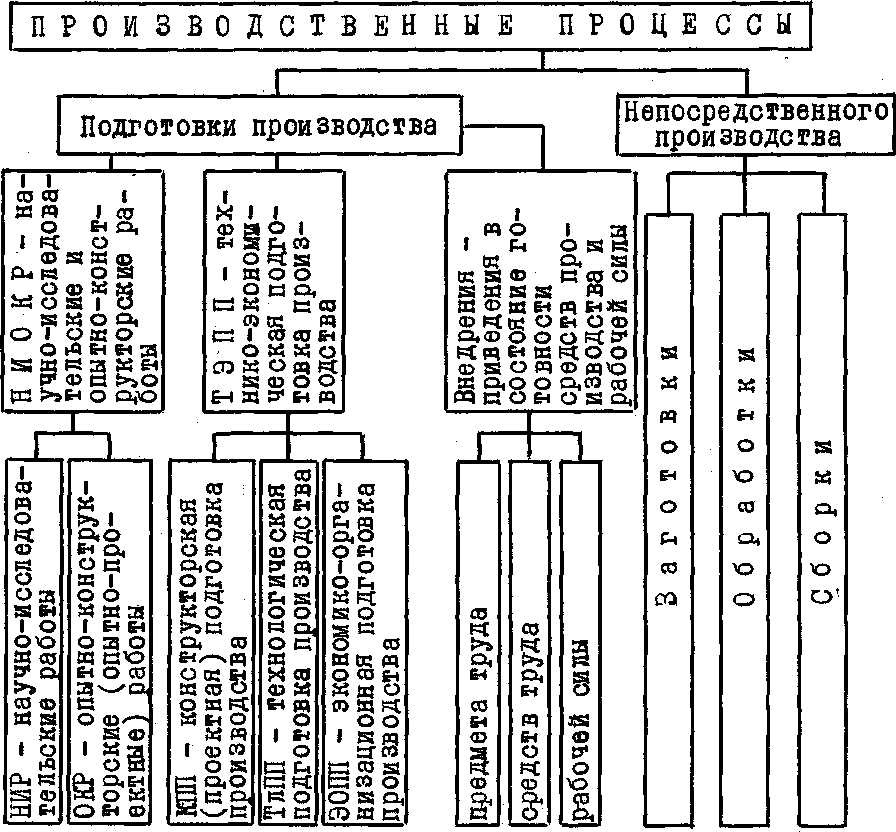 ПРОИЗВОДСТВЕННЫЕ ПРОЦЕССЫ
Подготовки производства
Непосредственного
производства
НИОКР – на-
учно-исследова-
тельские и
опытно-конст-
рукторские ра-
боты
ТЭПП – тех-
нико-экономи-
ческая подго-
товка произ-
водства
Внедрения –
приведения в
состояние го-
товности
средств про-
изводства и
рабочей силы
Заготовки
Обработки
Сборки
НИР – научно-исследова-
тельские работы
ОКР – опытно-конструк-
торские (опытно-про-
ектные) работы
КПП – конструкторская
(проектная) подготовка
производства
ТлПП – технологическая
подготовка производства
ЭОПП – экономико-орга-
низационная подготовка
производства
предмета труда
средств труда
рабочей силы